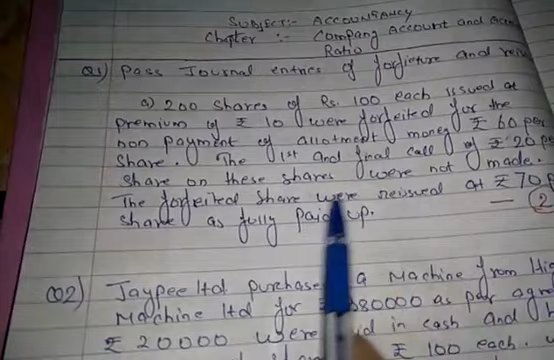 SUBJECT:- ACCOUNTANCY
Chapter :- Company Account and
Ratio
Q1) Pass Journal entries of forfieture and
a) 200 shares of Rs. 100 each issued at
premium of ₹ 10 were forfeited for the
non payment of allotment money ₹ 60 per
share. The 1st and final call of ₹ 20
share on these shares were not made.
The forfeited share were reissued at ₹ 70
share as fully paid up. — 2
Q2) Jaypee ltd purchase a Machine from
Machine ltd for 380000 as per
₹ 20000 were in cash and
₹ 100 each.